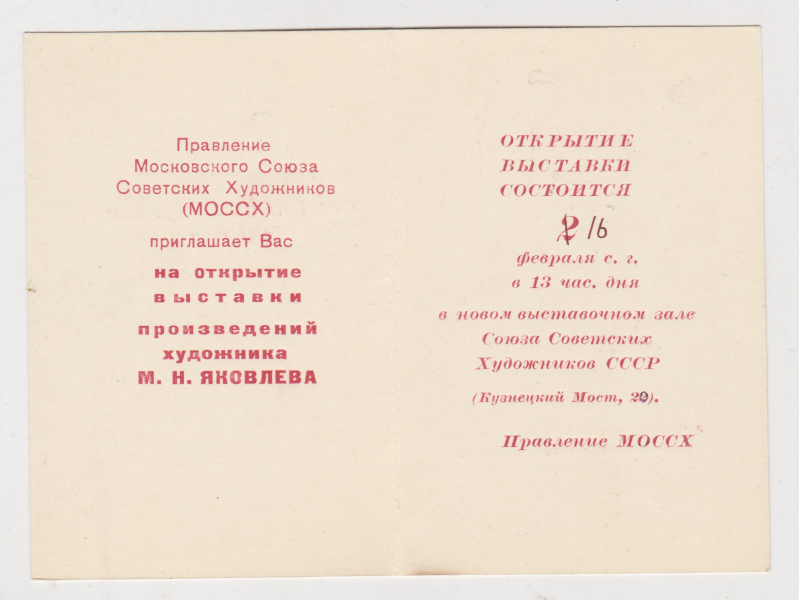 Правление
Московского Союза
Советских Художников
(МОССХ)
приглашает Вас
на открытие
выставки
произведений
художника
М. Н. ЯКОВЛЕВА
ОТКРЫТИЕ
ВЫСТАВКИ
СОСТОИТСЯ
2 16
февраля с. г.
в 13 час. дня
в новом выставочном зале
Союза Советских
Художников СССР
(Кузнецкий Мост, 20).
Правление МОССХ